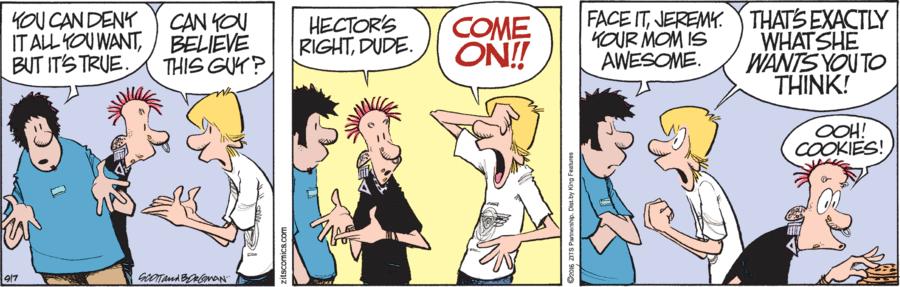 YOU CAN DENY
IT ALL YOU WANT,
BUT IT'S TRUE.
CAN YOU
BELIEVE
THIS GUY?
9/7
SCOTT AND BORGMAN
HECTOR'S
RIGHT, DUDE.
COME
ON!!
zitscomics.com
FACE IT, JEREMY.
YOUR MOM IS
AWESOME.
THAT'S EXACTLY
WHAT SHE
WANTS YOU TO
THINK!
OOH!
COOKIES!
©2016 ZITS Partnership. Dist. by King Features